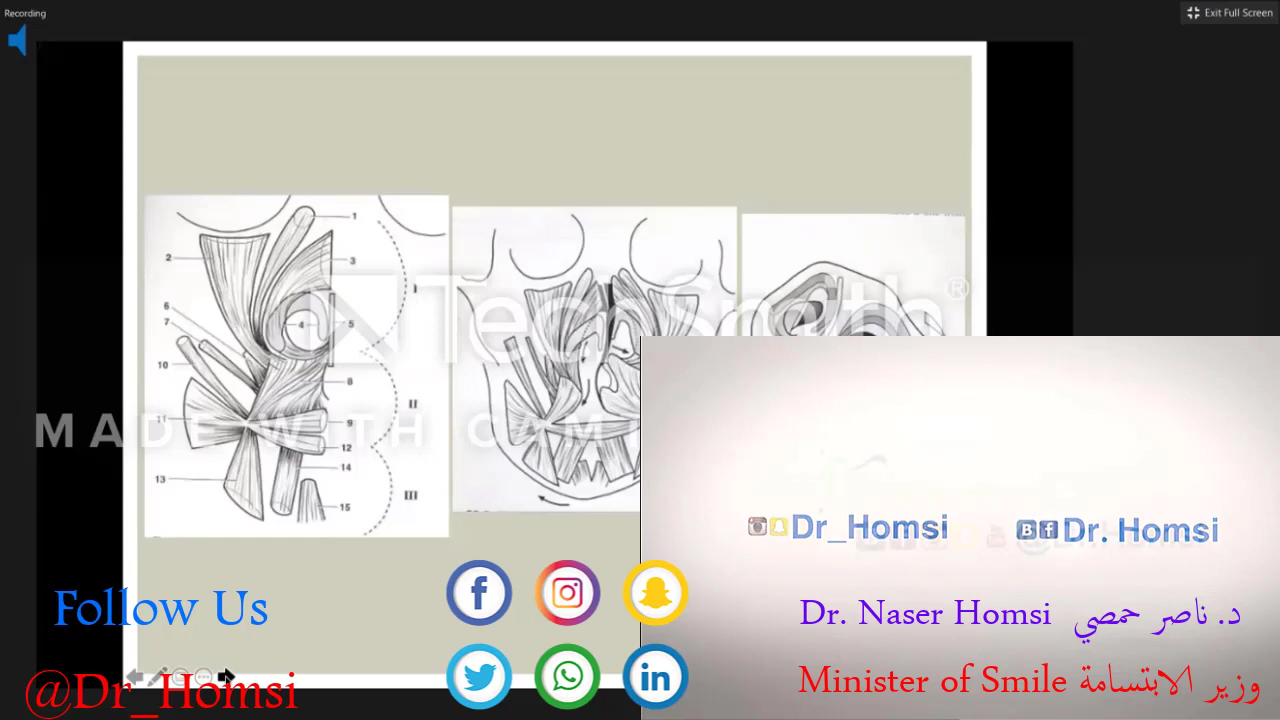 Recording
Exit Full Screen
1
2
3
I
6
7
4
5
10
8
II
11
9
12
13
14
III
15
TechSmith®
MADE WITH CAM
Dr_Homsi
Dr. Homsi
Follow Us
@Dr_Homsi
Dr. Naser Homsi د. ناصر حمصي
Minister of Smile وزير الابتسامة